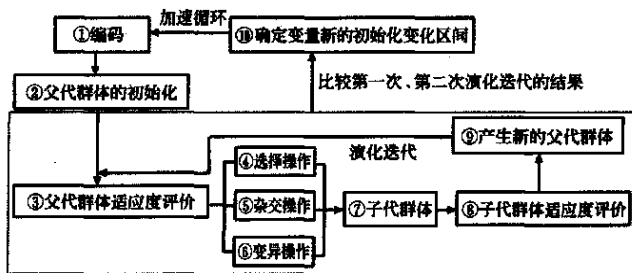 加速循环
①编码
⑩确定变量新的初始化变化区间
②父代群体的初始化
比较第一次、第二次演化迭代的结果
⑨产生新的父代群体
演化迭代
④选择操作
③父代群体适应度评价
⑤杂交操作
⑦子代群体
⑧子代群体适应度评价
⑥变异操作